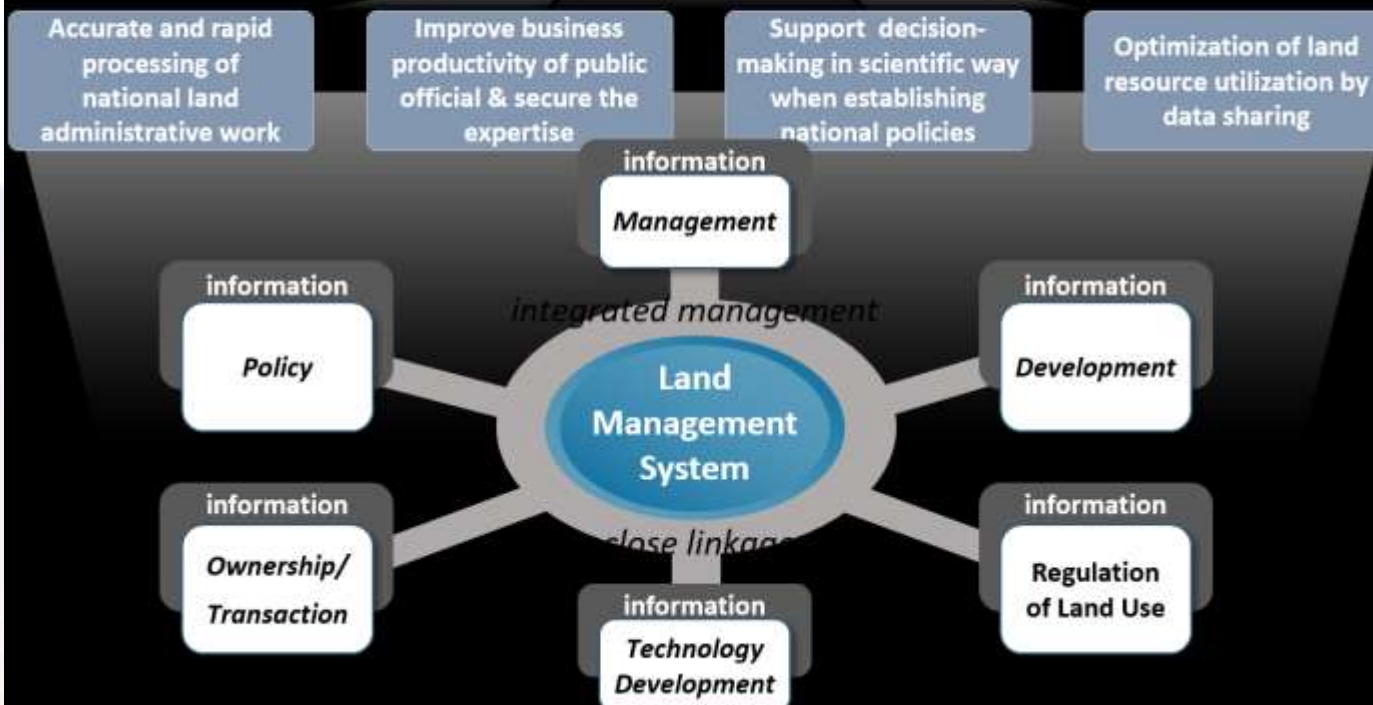 Accurate and rapid
processing of
national land
administrative work
Improve business
productivity of public
official & secure the
expertise
Support decision-
making in scientific way
when establishing
national policies
Optimization of land
resource utilization by
data sharing
information
Management
information
Policy
integrated management
information
Development
Land
Management
System
information
Ownership/
Transaction
close linkage
information
Technology
Development
information
Regulation
of Land Use